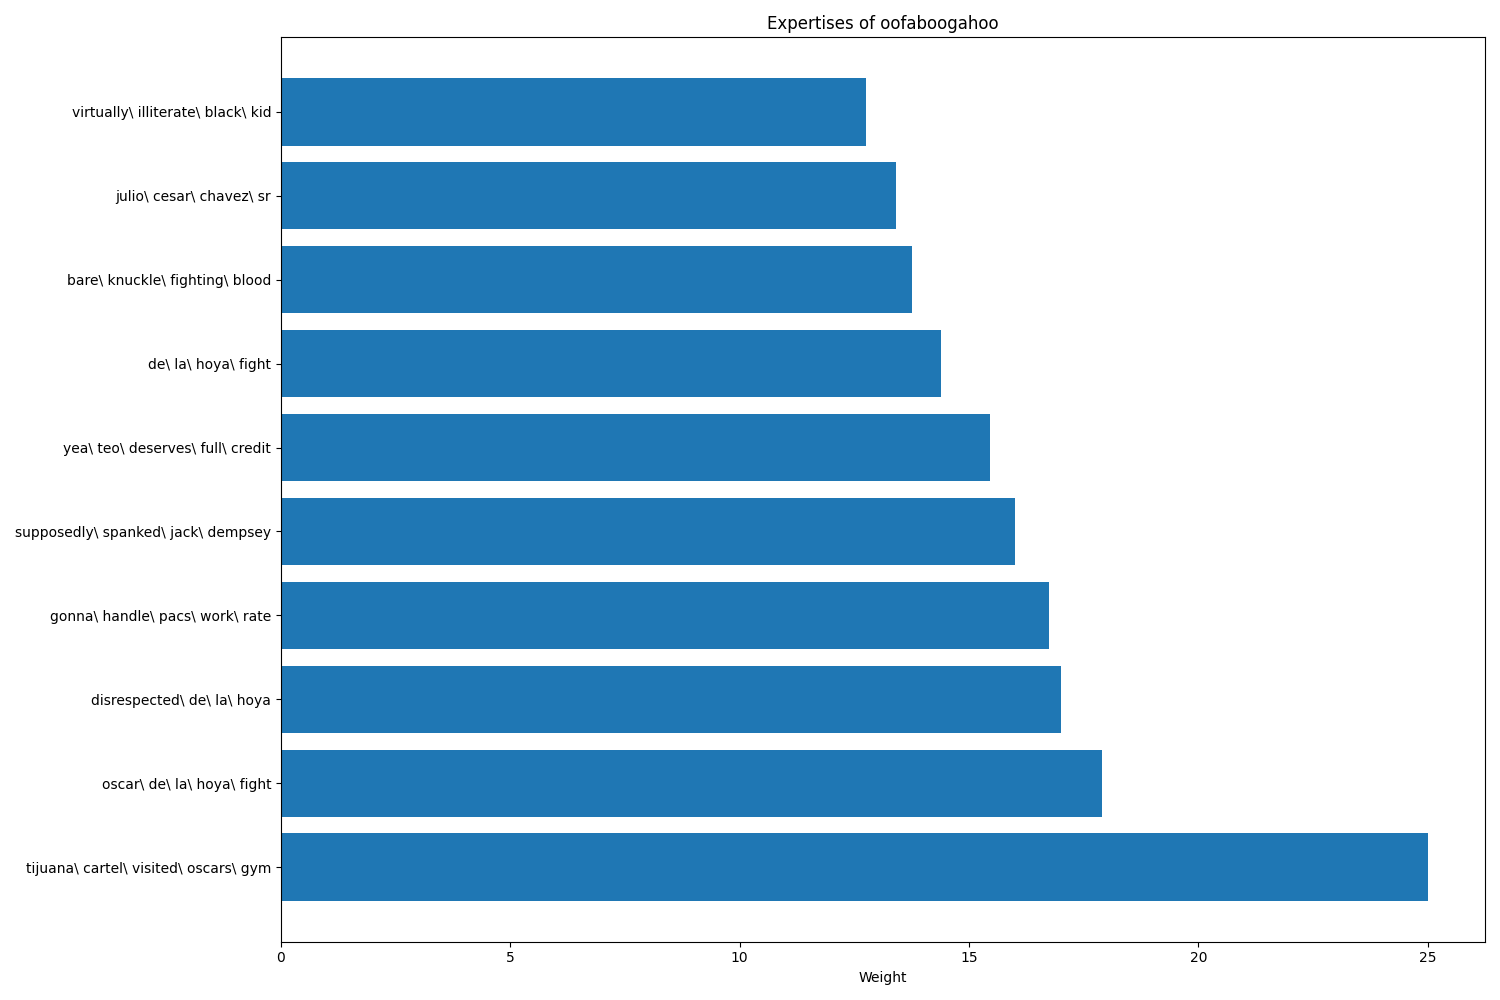 Expertises of oofaboogahoo
virtually\ illiterate\ black\ kid
julio\ cesar\ chavez\ sr
bare\ knuckle\ fighting\ blood
de\ la\ hoya\ fight
yea\ teo\ deserves\ full\ credit
supposedly\ spanked\ jack\ dempsey
gonna\ handle\ pacs\ work\ rate
disrespected\ de\ la\ hoya
oscar\ de\ la\ hoya\ fight
tijuana\ cartel\ visited\ oscars\ gym
0 5 10 15 20 25
Weight